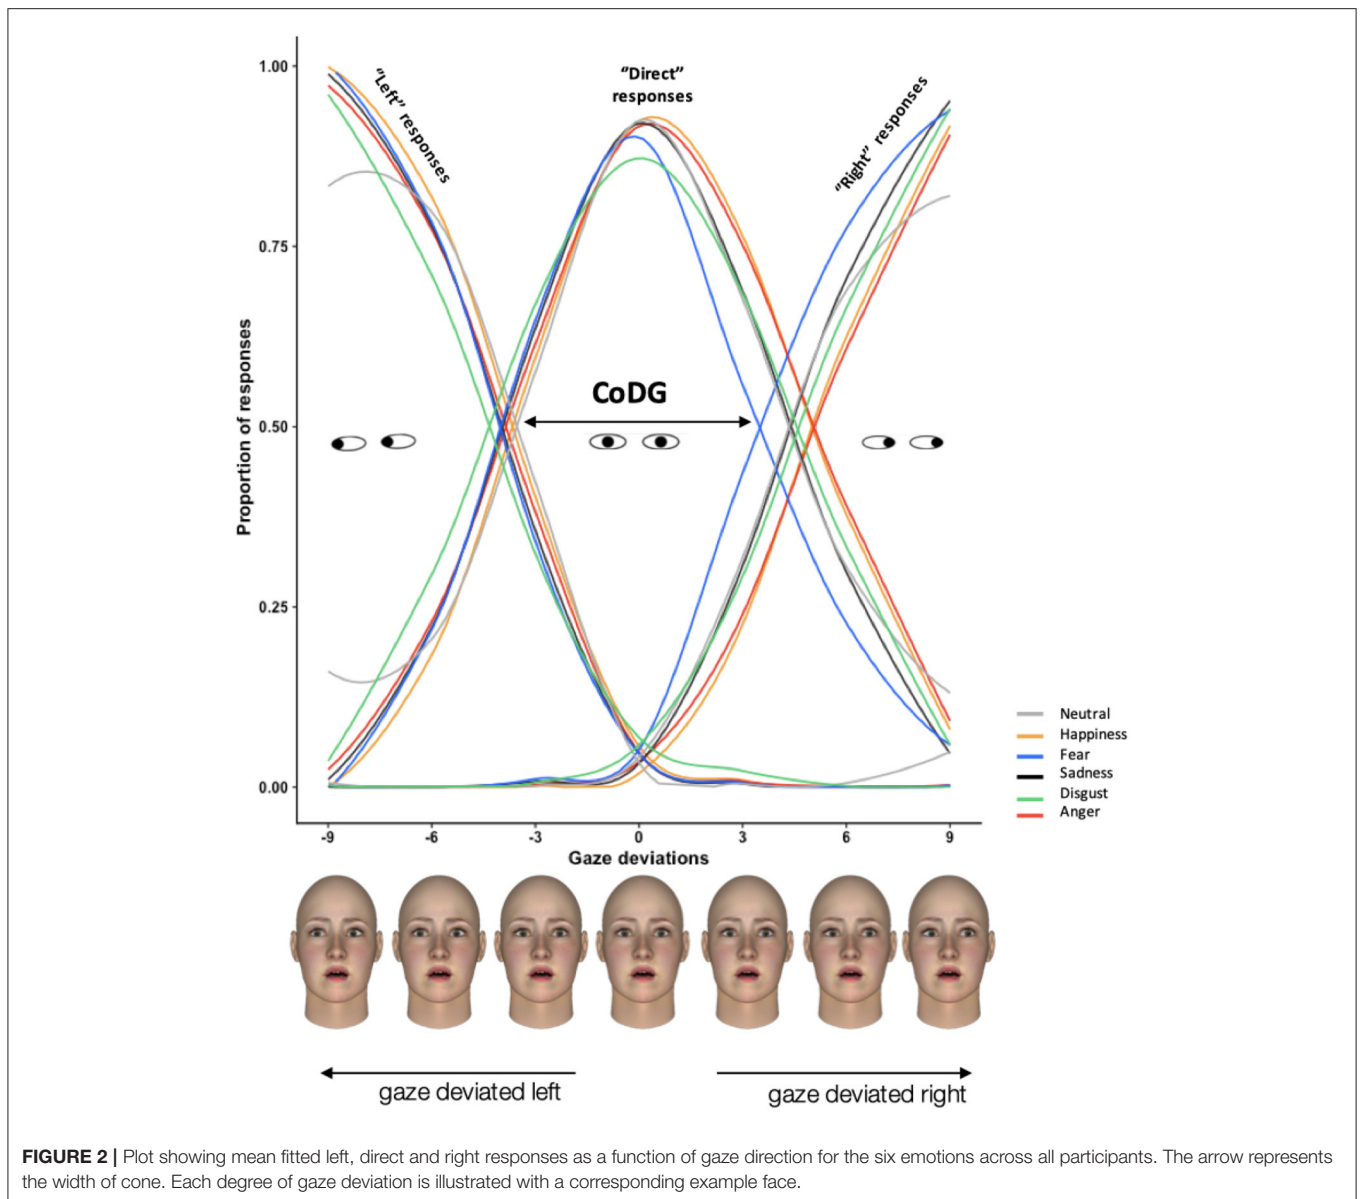 1.00
0.75
0.50
0.25
0.00
Proportion of responses
“Left” responses
“Direct”
responses
“Right” responses
CoDG
-9 -6 -3 0 3 6 9
Gaze deviations
Neutral
Happiness
Fear
Sadness
Disgust
Anger
gaze deviated left
gaze deviated right
FIGURE 2 | Plot showing mean fitted left, direct and right responses as a function of gaze direction for the six emotions across all participants. The arrow represents
the width of cone. Each degree of gaze deviation is illustrated with a corresponding example face.